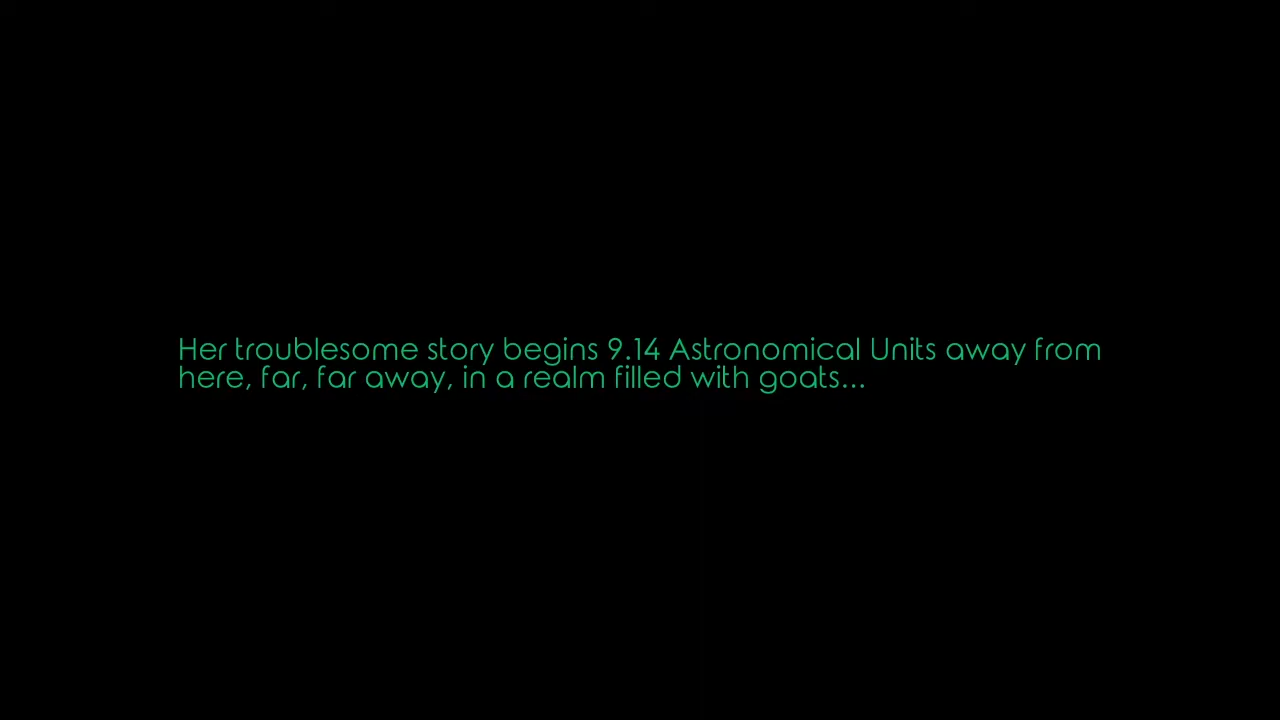 Her troublesome story begins 9.14 Astronomical Units away from
here, far, far away, in a realm filled with goats...